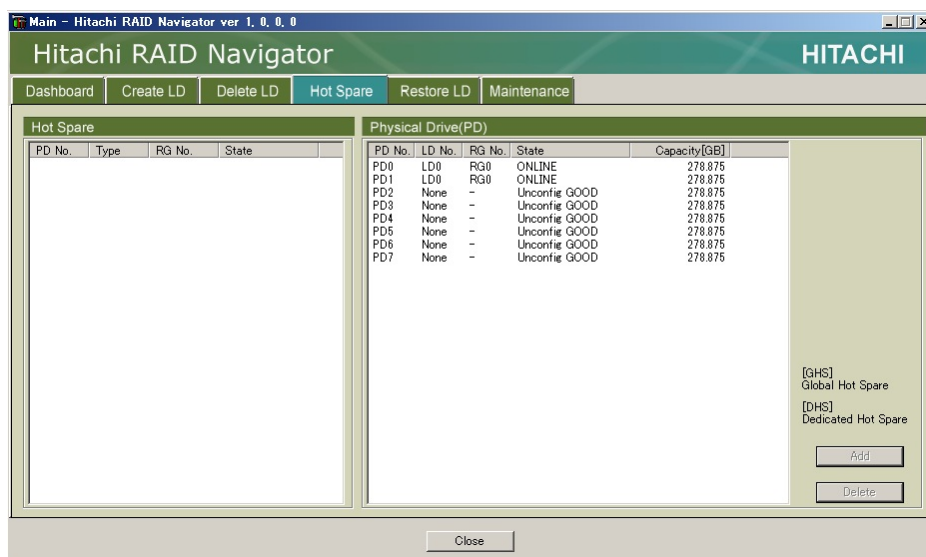 Main - Hitachi RAID Navigator ver 1. 0. 0. 0
Hitachi RAID Navigator
HITACHI
Dashboard Create LD Delete LD Hot Spare Restore LD Maintenance
Hot Spare
PD No. Type RG No. State
Physical Drive(PD)
PD No. LD No. RG No. State Capacity[GB]
PD0 LD0 RG0 ONLINE 278.875
PD1 LD0 RG0 ONLINE 278.875
PD2 None - Unconfig GOOD 278.875
PD3 None - Unconfig GOOD 278.875
PD4 None - Unconfig GOOD 278.875
PD5 None - Unconfig GOOD 278.875
PD6 None - Unconfig GOOD 278.875
PD7 None - Unconfig GOOD 278.875
[GHS]
Global Hot Spare
[DHS]
Dedicated Hot Spare
Add
Delete
Close